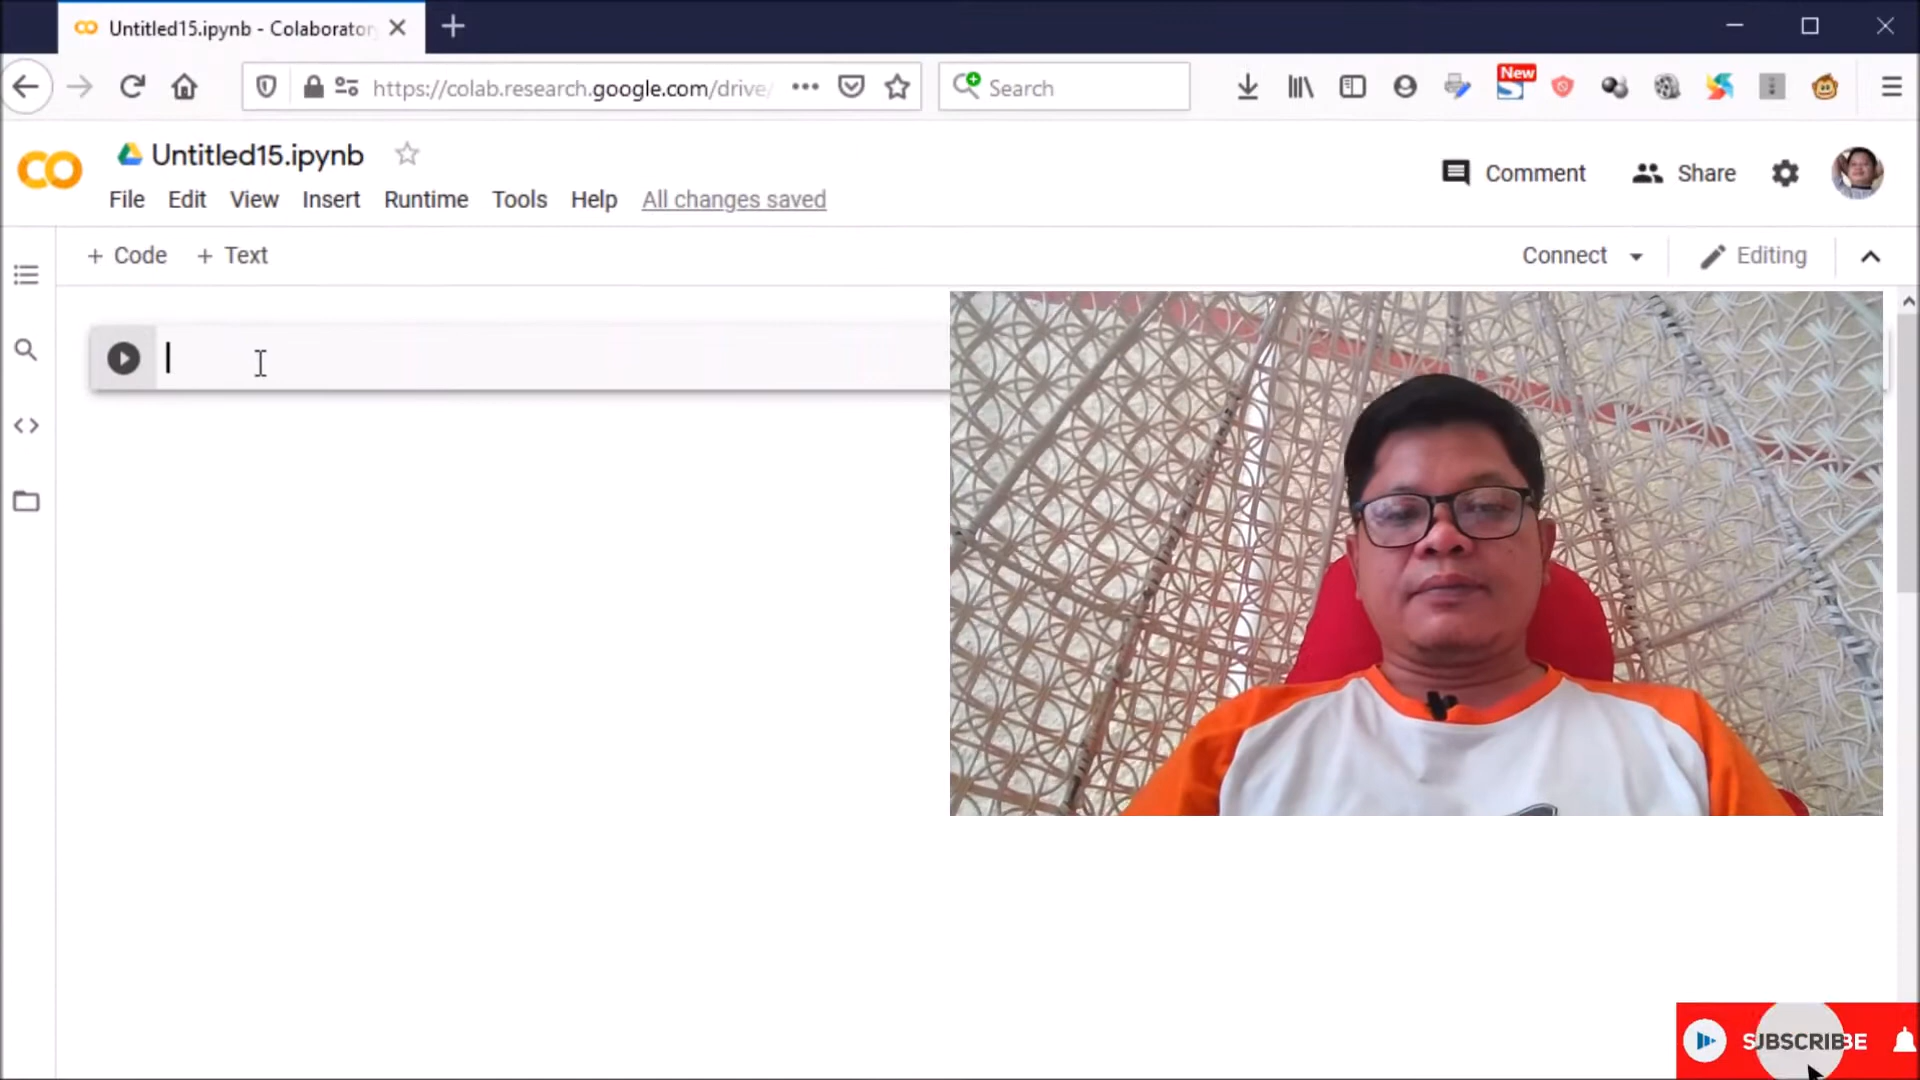 Untitled15.ipynb - Colaborator
https://colab.research.google.com/drive/
Search
New
Untitled15.ipynb
File Edit View Insert Runtime Tools Help All changes saved
Comment Share
+ Code + Text
Connect Editing
SUBSCRIBE